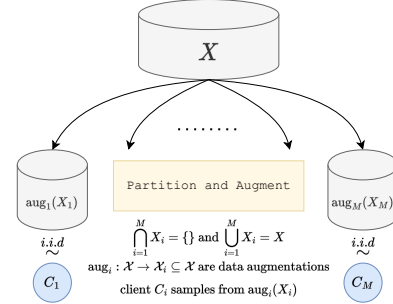 X
........
aug₁(X₁)
Partition and Augment
aug_M(X_M)
⋂_{i=1}^{M} X_i = {} and ⋃_{i=1}^{M} X_i = X
i.i.d
~
i.i.d
~
aug_i : 𝒳 → 𝒳_i ⊆ 𝒳 are data augmentations
C₁
client C_i samples from aug_i(X_i)
C_M